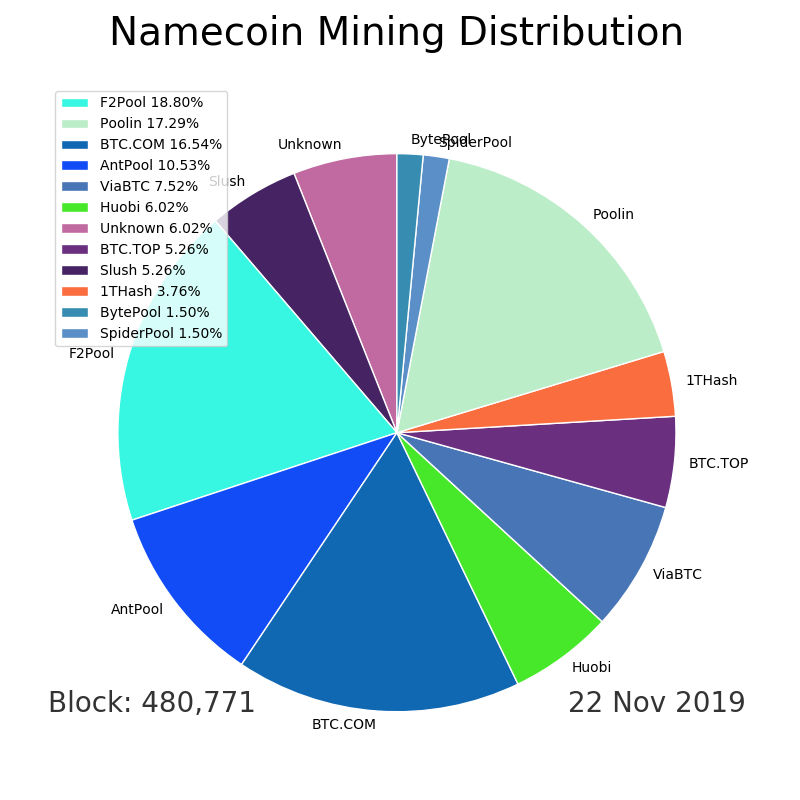 Namecoin Mining Distribution
F2Pool 18.80%
Poolin 17.29%
BTC.COM 16.54%
AntPool 10.53%
ViaBTC 7.52%
Huobi 6.02%
Unknown 6.02%
BTC.TOP 5.26%
Slush 5.26%
1THash 3.76%
BytePool 1.50%
SpiderPool 1.50%
BytePool
SpiderPool
Unknown
Slush
Poolin
F2Pool
1THash
BTC.TOP
ViaBTC
AntPool
Huobi
BTC.COM
Block: 480,771
22 Nov 2019